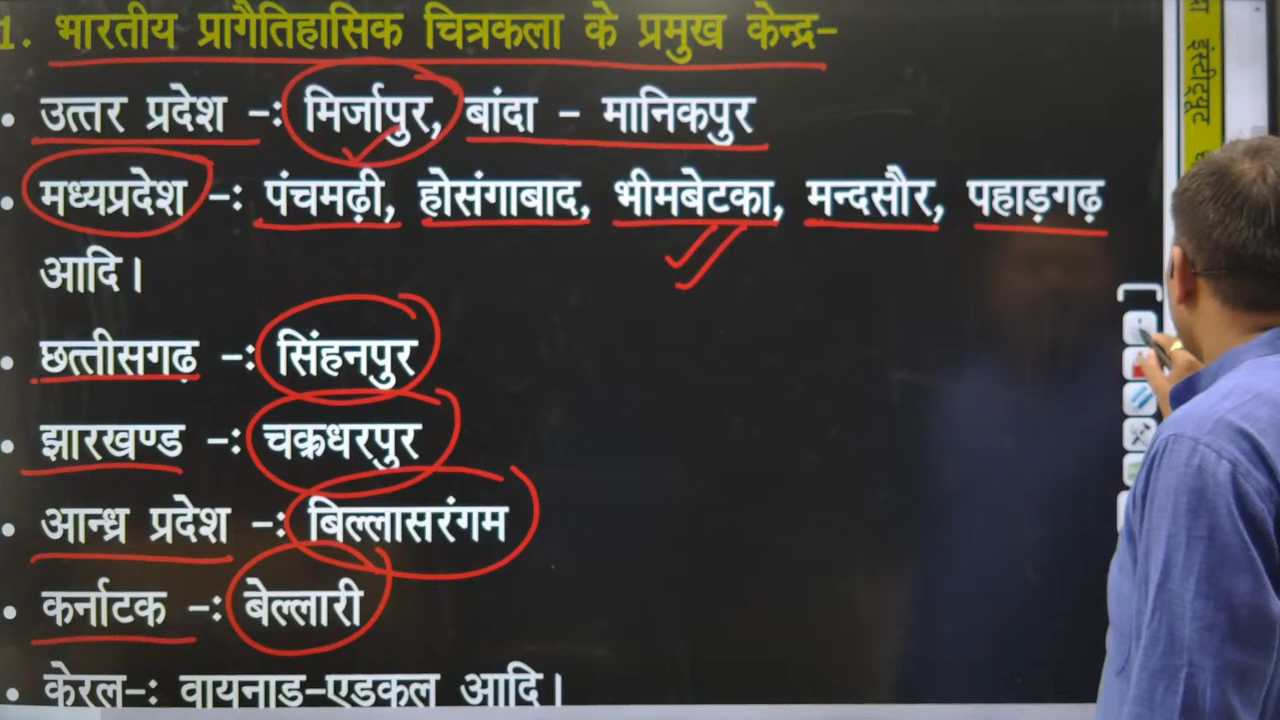 1. भारतीय प्रागैतिहासिक चित्रकला के प्रमुख केन्द्र-
• उत्तर प्रदेश -: मिर्जापुर, बांदा - मानिकपुर
• मध्यप्रदेश -: पंचमढ़ी, होसंगाबाद, भीमबेटका, मन्दसौर, पहाड़गढ़
आदि।
• छत्तीसगढ़ -: सिंहनपुर
• झारखण्ड -: चक्रधरपुर
• आन्ध्र प्रदेश -: बिल्लासरंगम
• कर्नाटक -: बेल्लारी
• केरल-: वायनाड-एडकल आदि।
इंस्टीट्यूट